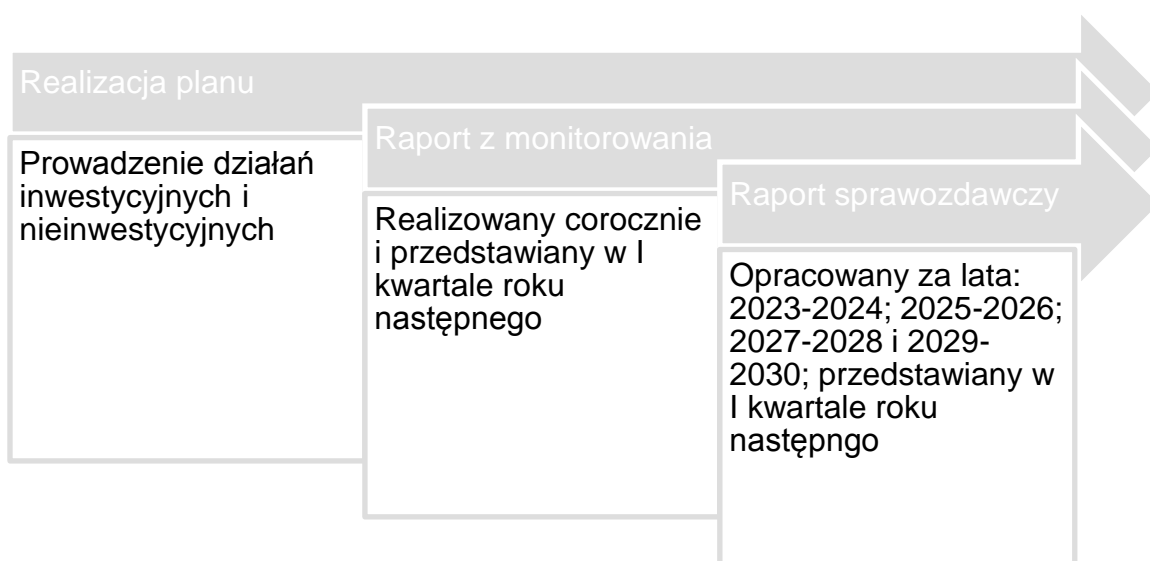 Realizacja planu
Prowadzenie działań
inwestycyjnych i
nieinwestycyjnych
Raport z monitorowania
Realizowany corocznie
i przedstawiany w I
kwartale roku
następnego
Raport sprawozdawczy
Opracowany za lata:
2023-2024; 2025-2026;
2027-2028 i 2029-
2030; przedstawiany w
I kwartale roku
następngo